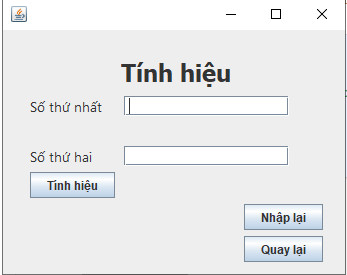 Tính hiệu
Số thứ nhất
Số thứ hai
Tính hiệu
Nhập lại
Quay lại